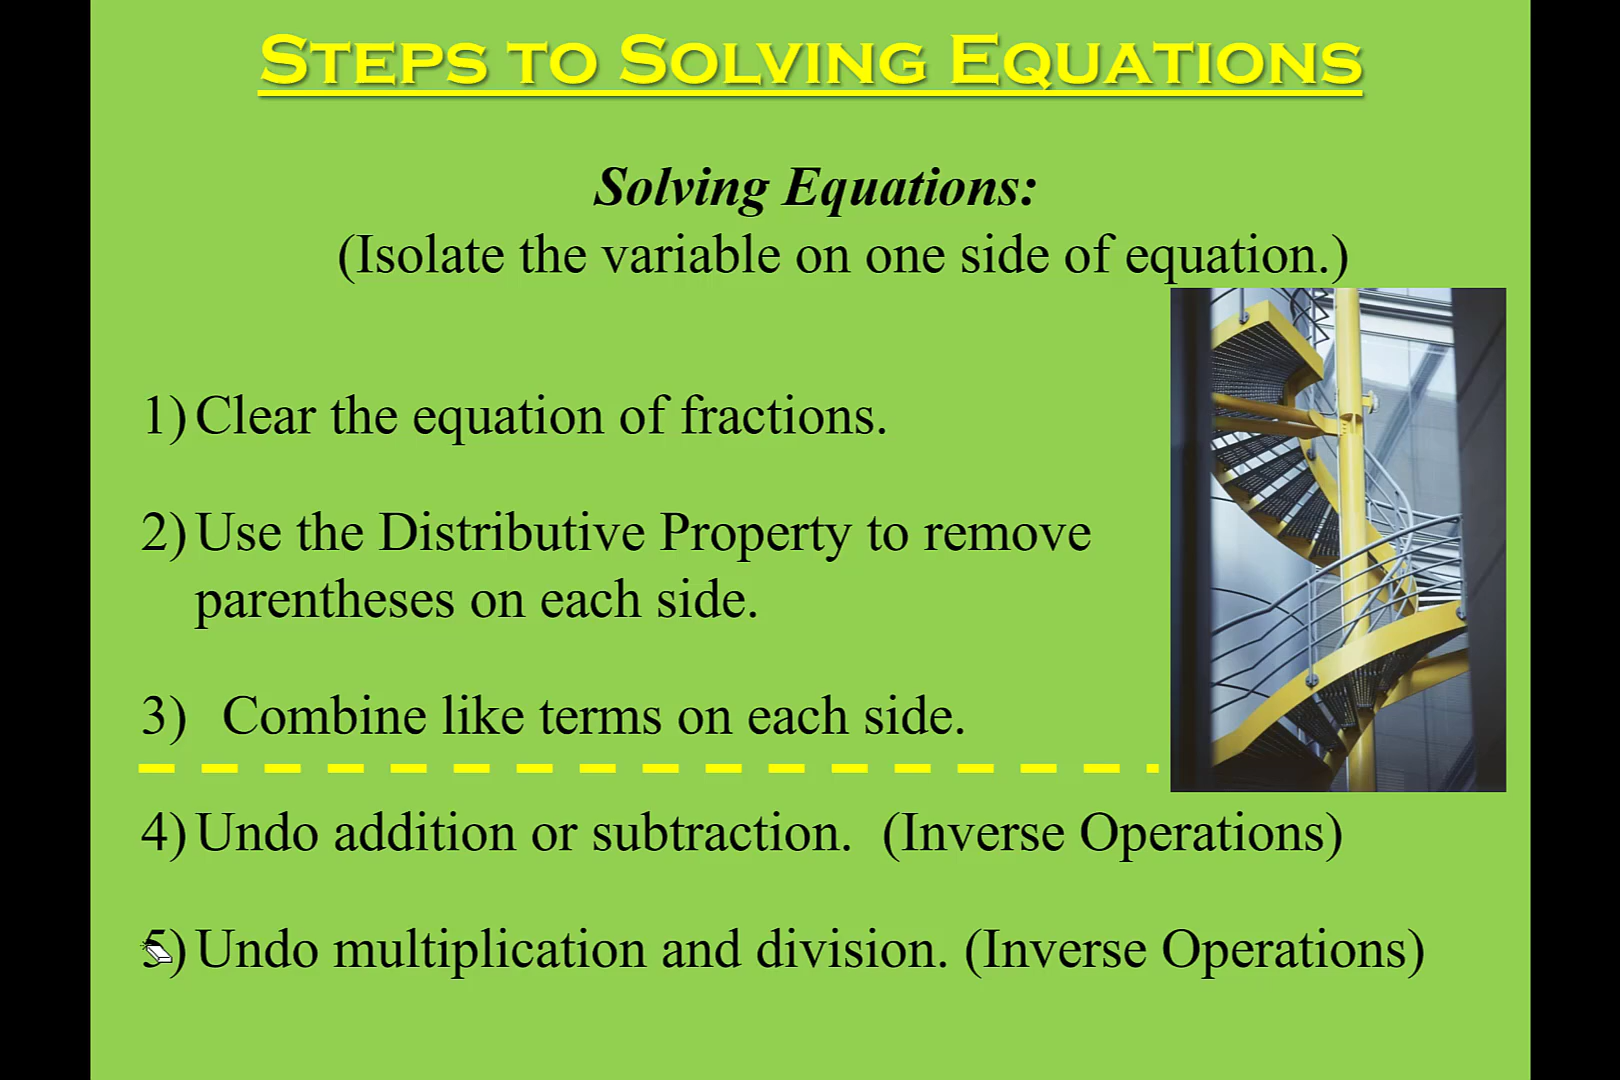 STEPS TO SOLVING EQUATIONS
Solving Equations:
(Isolate the variable on one side of equation.)
1) Clear the equation of fractions.
2) Use the Distributive Property to remove
parentheses on each side.
3) Combine like terms on each side.
4) Undo addition or subtraction. (Inverse Operations)
5) Undo multiplication and division. (Inverse Operations)